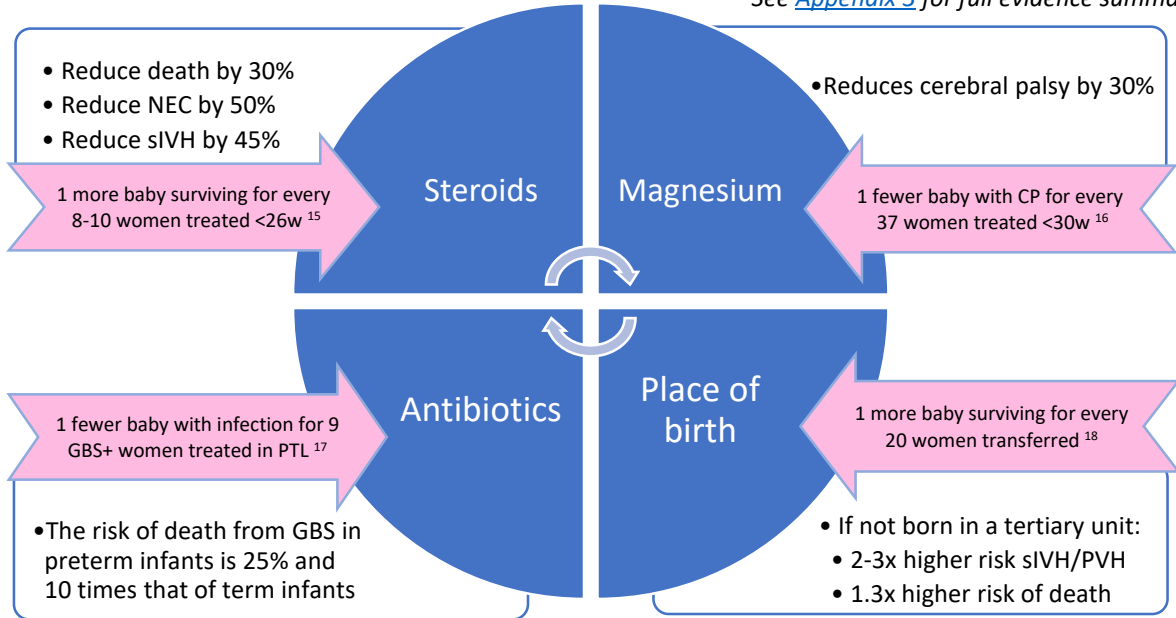 See Appendix 3 for full evidence summa
• Reduce death by 30%
• Reduce NEC by 50%
• Reduce sIVH by 45%
1 more baby surviving for every
8-10 women treated <26w 15
Steroids
Magnesium
•Reduces cerebral palsy by 30%
1 fewer baby with CP for every
37 women treated <30w 16
Antibiotics
1 fewer baby with infection for 9
GBS+ women treated in PTL 17
•The risk of death from GBS in
preterm infants is 25% and
10 times that of term infants
Place of
birth
1 more baby surviving for every
20 women transferred 18
• If not born in a tertiary unit:
• 2-3x higher risk sIVH/PVH
• 1.3x higher risk of death